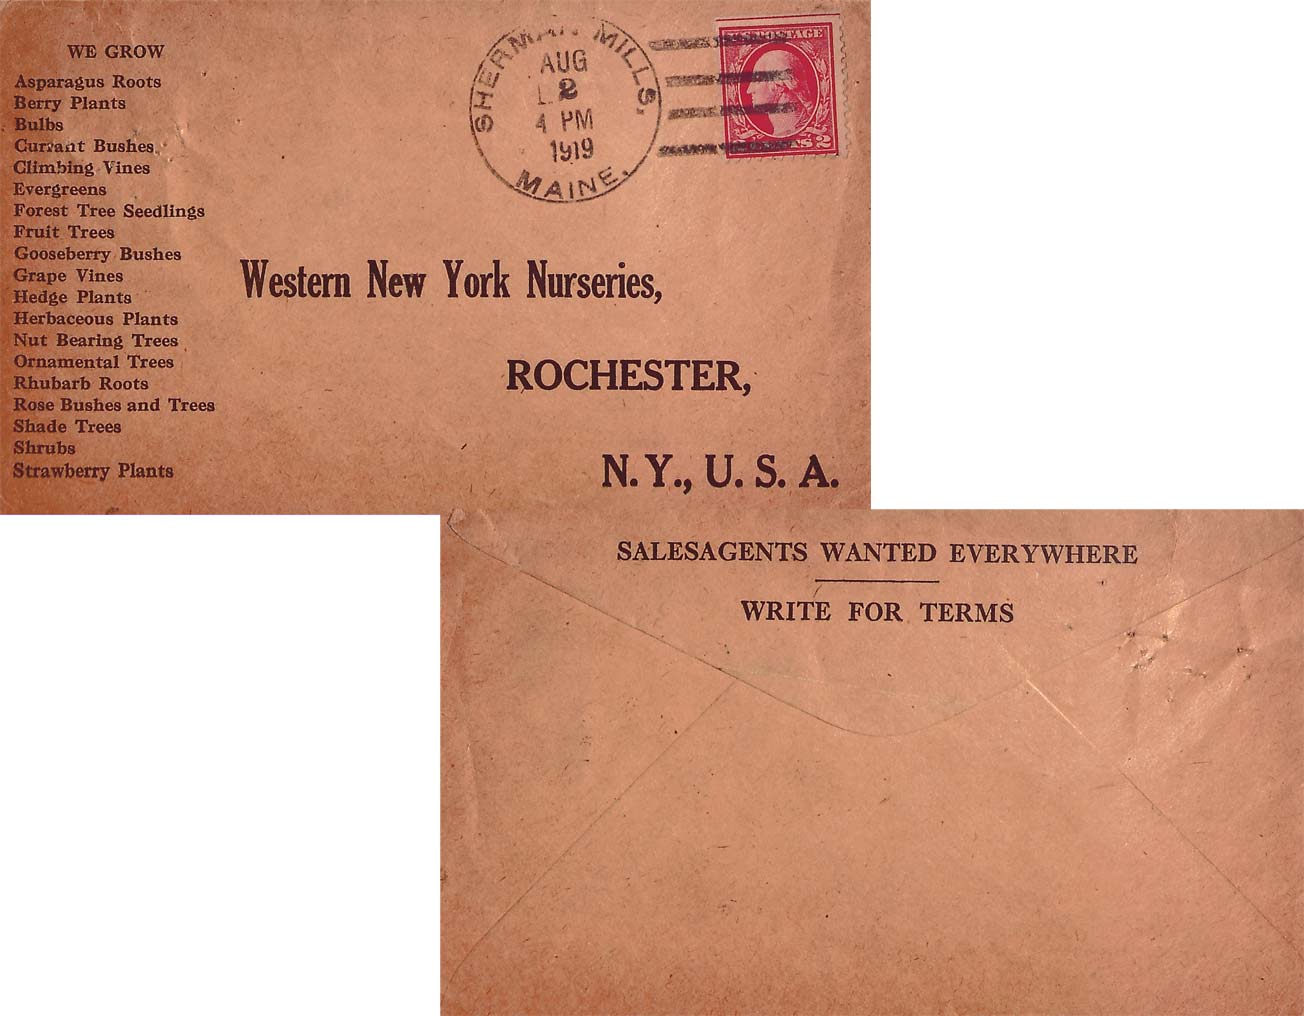 WE GROW
Asparagus Roots
Berry Plants
Bulbs
Currant Bushes
Climbing Vines
Evergreens
Forest Tree Seedlings
Fruit Trees
Gooseberry Bushes
Grape Vines
Hedge Plants
Herbaceous Plants
Nut Bearing Trees
Ornamental Trees
Rhubarb Roots
Rose Bushes and Trees
Shade Trees
Shrubs
Strawberry Plants
SHERMAN MILLS,
AUG
2
4 PM
1919
MAINE.
U.S. POSTAGE
2
Western New York Nurseries,
ROCHESTER,
N. Y., U. S. A.
SALESAGENTS WANTED EVERYWHERE
WRITE FOR TERMS